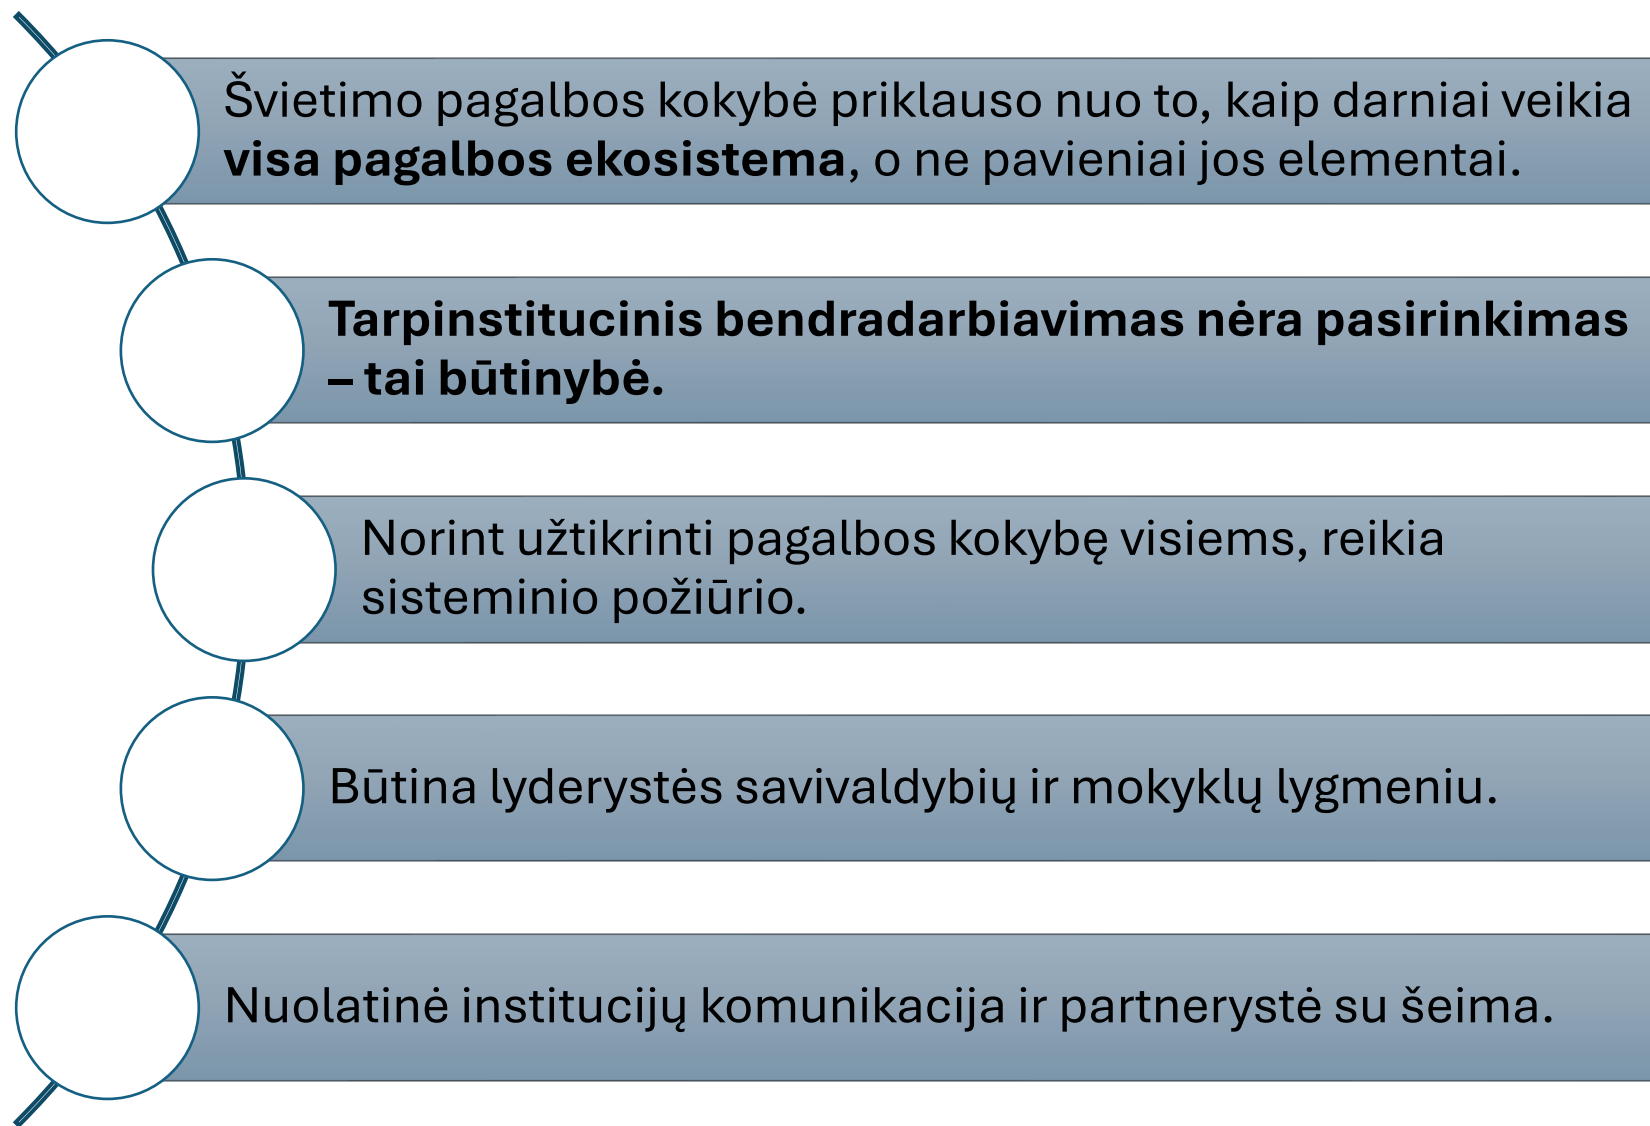 Švietimo pagalbos kokybė priklauso nuo to, kaip darniai veikia
visa pagalbos ekosistema, o ne pavieniai jos elementai.
Tarpinstitucinis bendradarbiavimas nėra pasirinkimas
– tai būtinybė.
Norint užtikrinti pagalbos kokybę visiems, reikia
sisteminio požiūrio.
Būtina lyderystės savivaldybių ir mokyklų lygmeniu.
Nuolatinė institucijų komunikacija ir partnerystė su šeima.